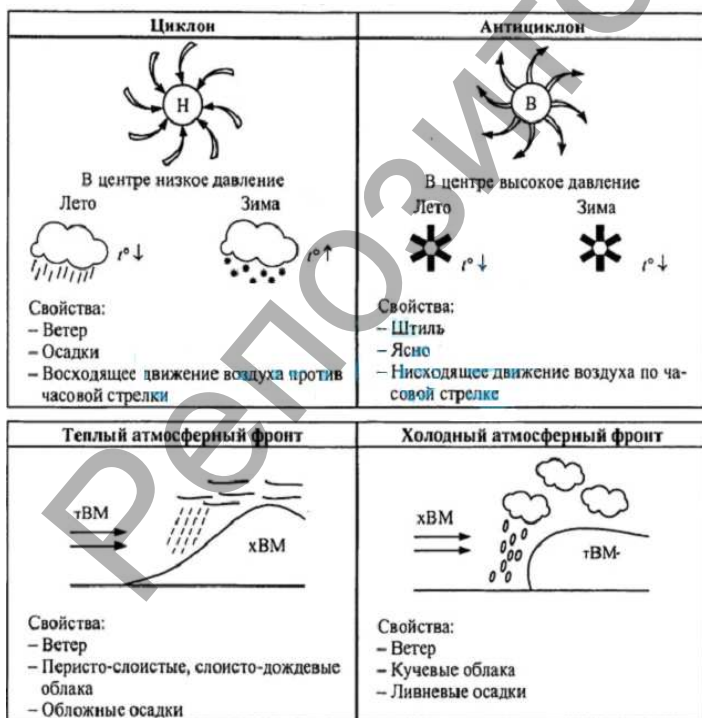 Циклон
Н
В центре низкое давление
Лето
Зима
t° ↓
t° ↑
Свойства:
– Ветер
– Осадки
– Восходящее движение воздуха против
часовой стрелки
Антициклон
В
В центре высокое давление
Лето
Зима
t° ↓
t° ↓
Свойства:
– Штиль
– Ясно
– Нисходящее движение воздуха по ча-
совой стрелке
Теплый атмосферный фронт
тВМ
хВМ
Свойства:
– Ветер
– Перисто-слоистые, слоисто-дождевые
облака
– Обложные осадки
Холодный атмосферный фронт
хВМ
тВМ
Свойства:
– Ветер
– Кучевые облака
– Ливневые осадки
Репозито